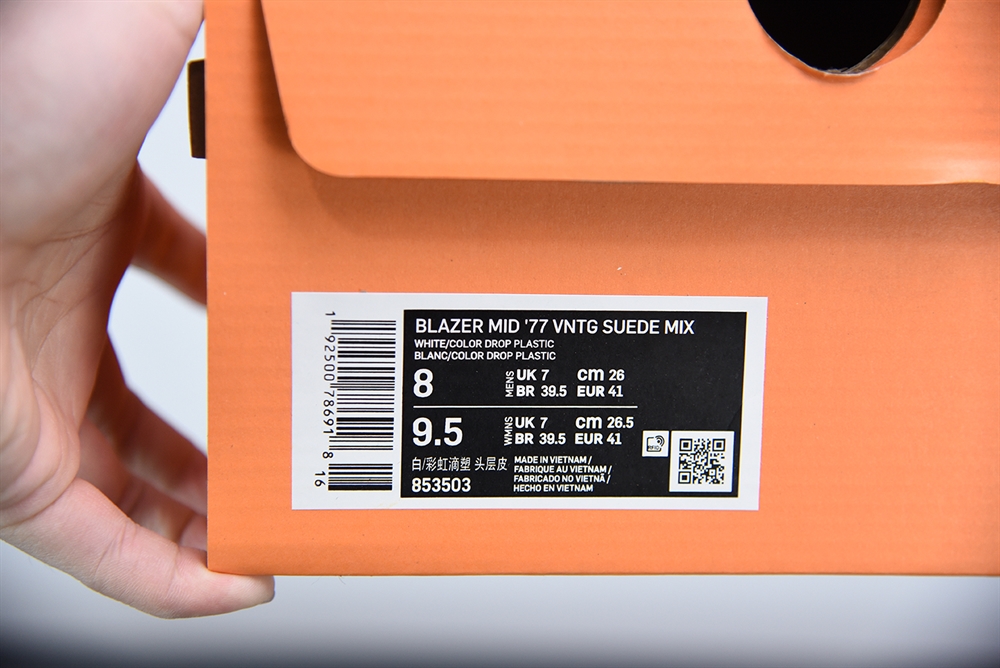 1 92500 78691 8 16
BLAZER MID '77 VNTG SUEDE MIX
WHITE/COLOR DROP PLASTIC
BLANC/COLOR DROP PLASTIC
8 MENS UK 7 cm 26
BR 39.5 EUR 41
9.5 WMNS UK 7 cm 26.5
BR 39.5 EUR 41
白/彩虹滴塑 头层皮
853503
MADE IN VIETNAM /
FABRIQUE AU VIETNAM /
FABRICADO NO VIETNÃ /
HECHO EN VIETNAM